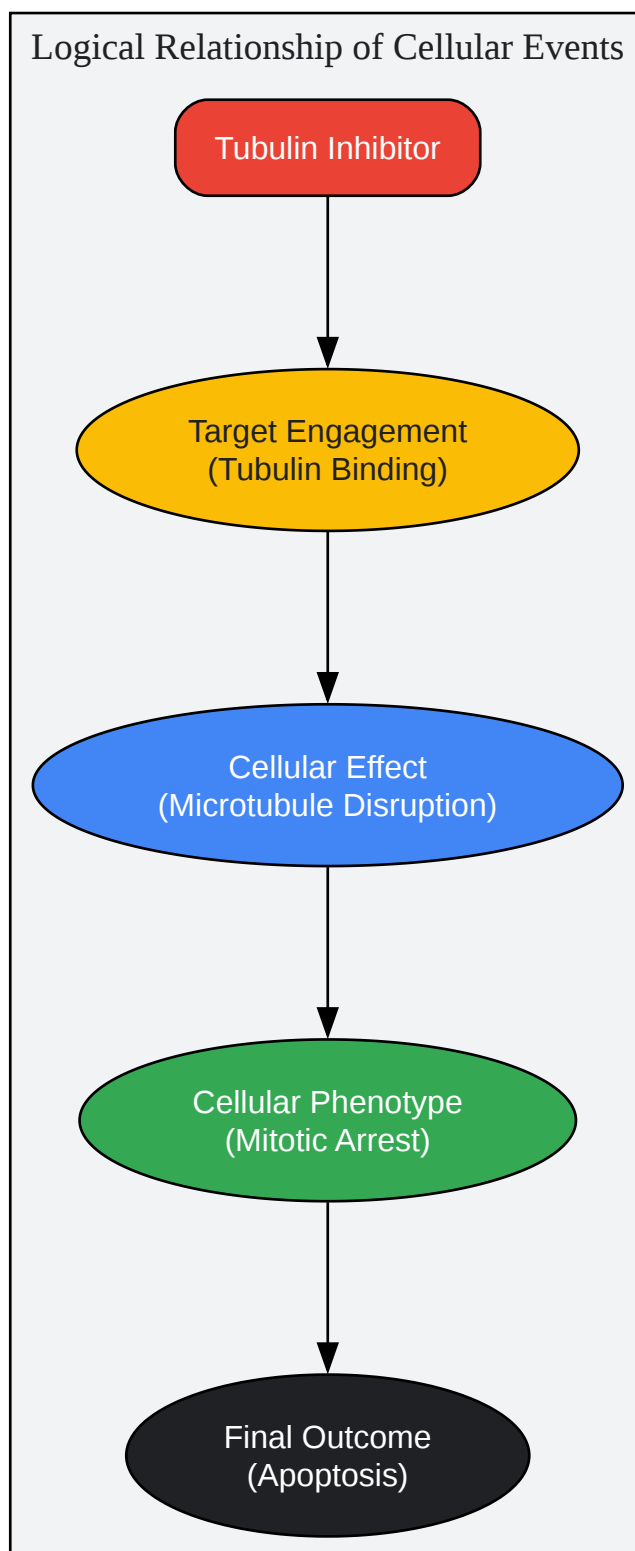 Logical Relationship of Cellular Events
Tubulin Inhibitor
Target Engagement
(Tubulin Binding)
Cellular Effect
(Microtubule Disruption)
Cellular Phenotype
(Mitotic Arrest)
Final Outcome
(Apoptosis)